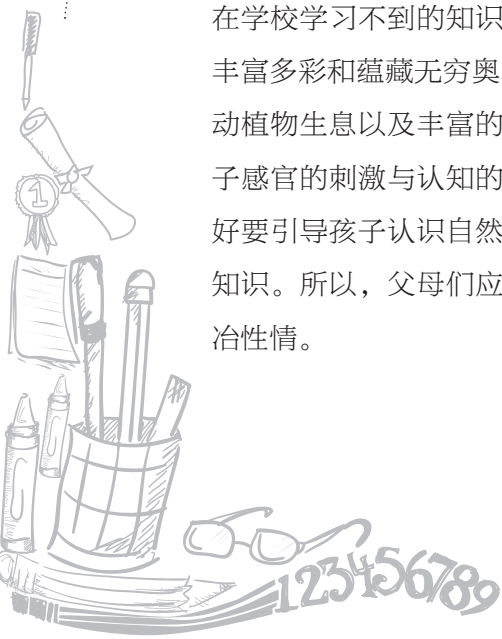 在学校学习不到的知识
丰富多彩和蕴藏无穷奥
动植物生息以及丰富的
子感官的刺激与认知的
好要引导孩子认识自然
知识。所以，父母们应
冶性情。
1
123456789